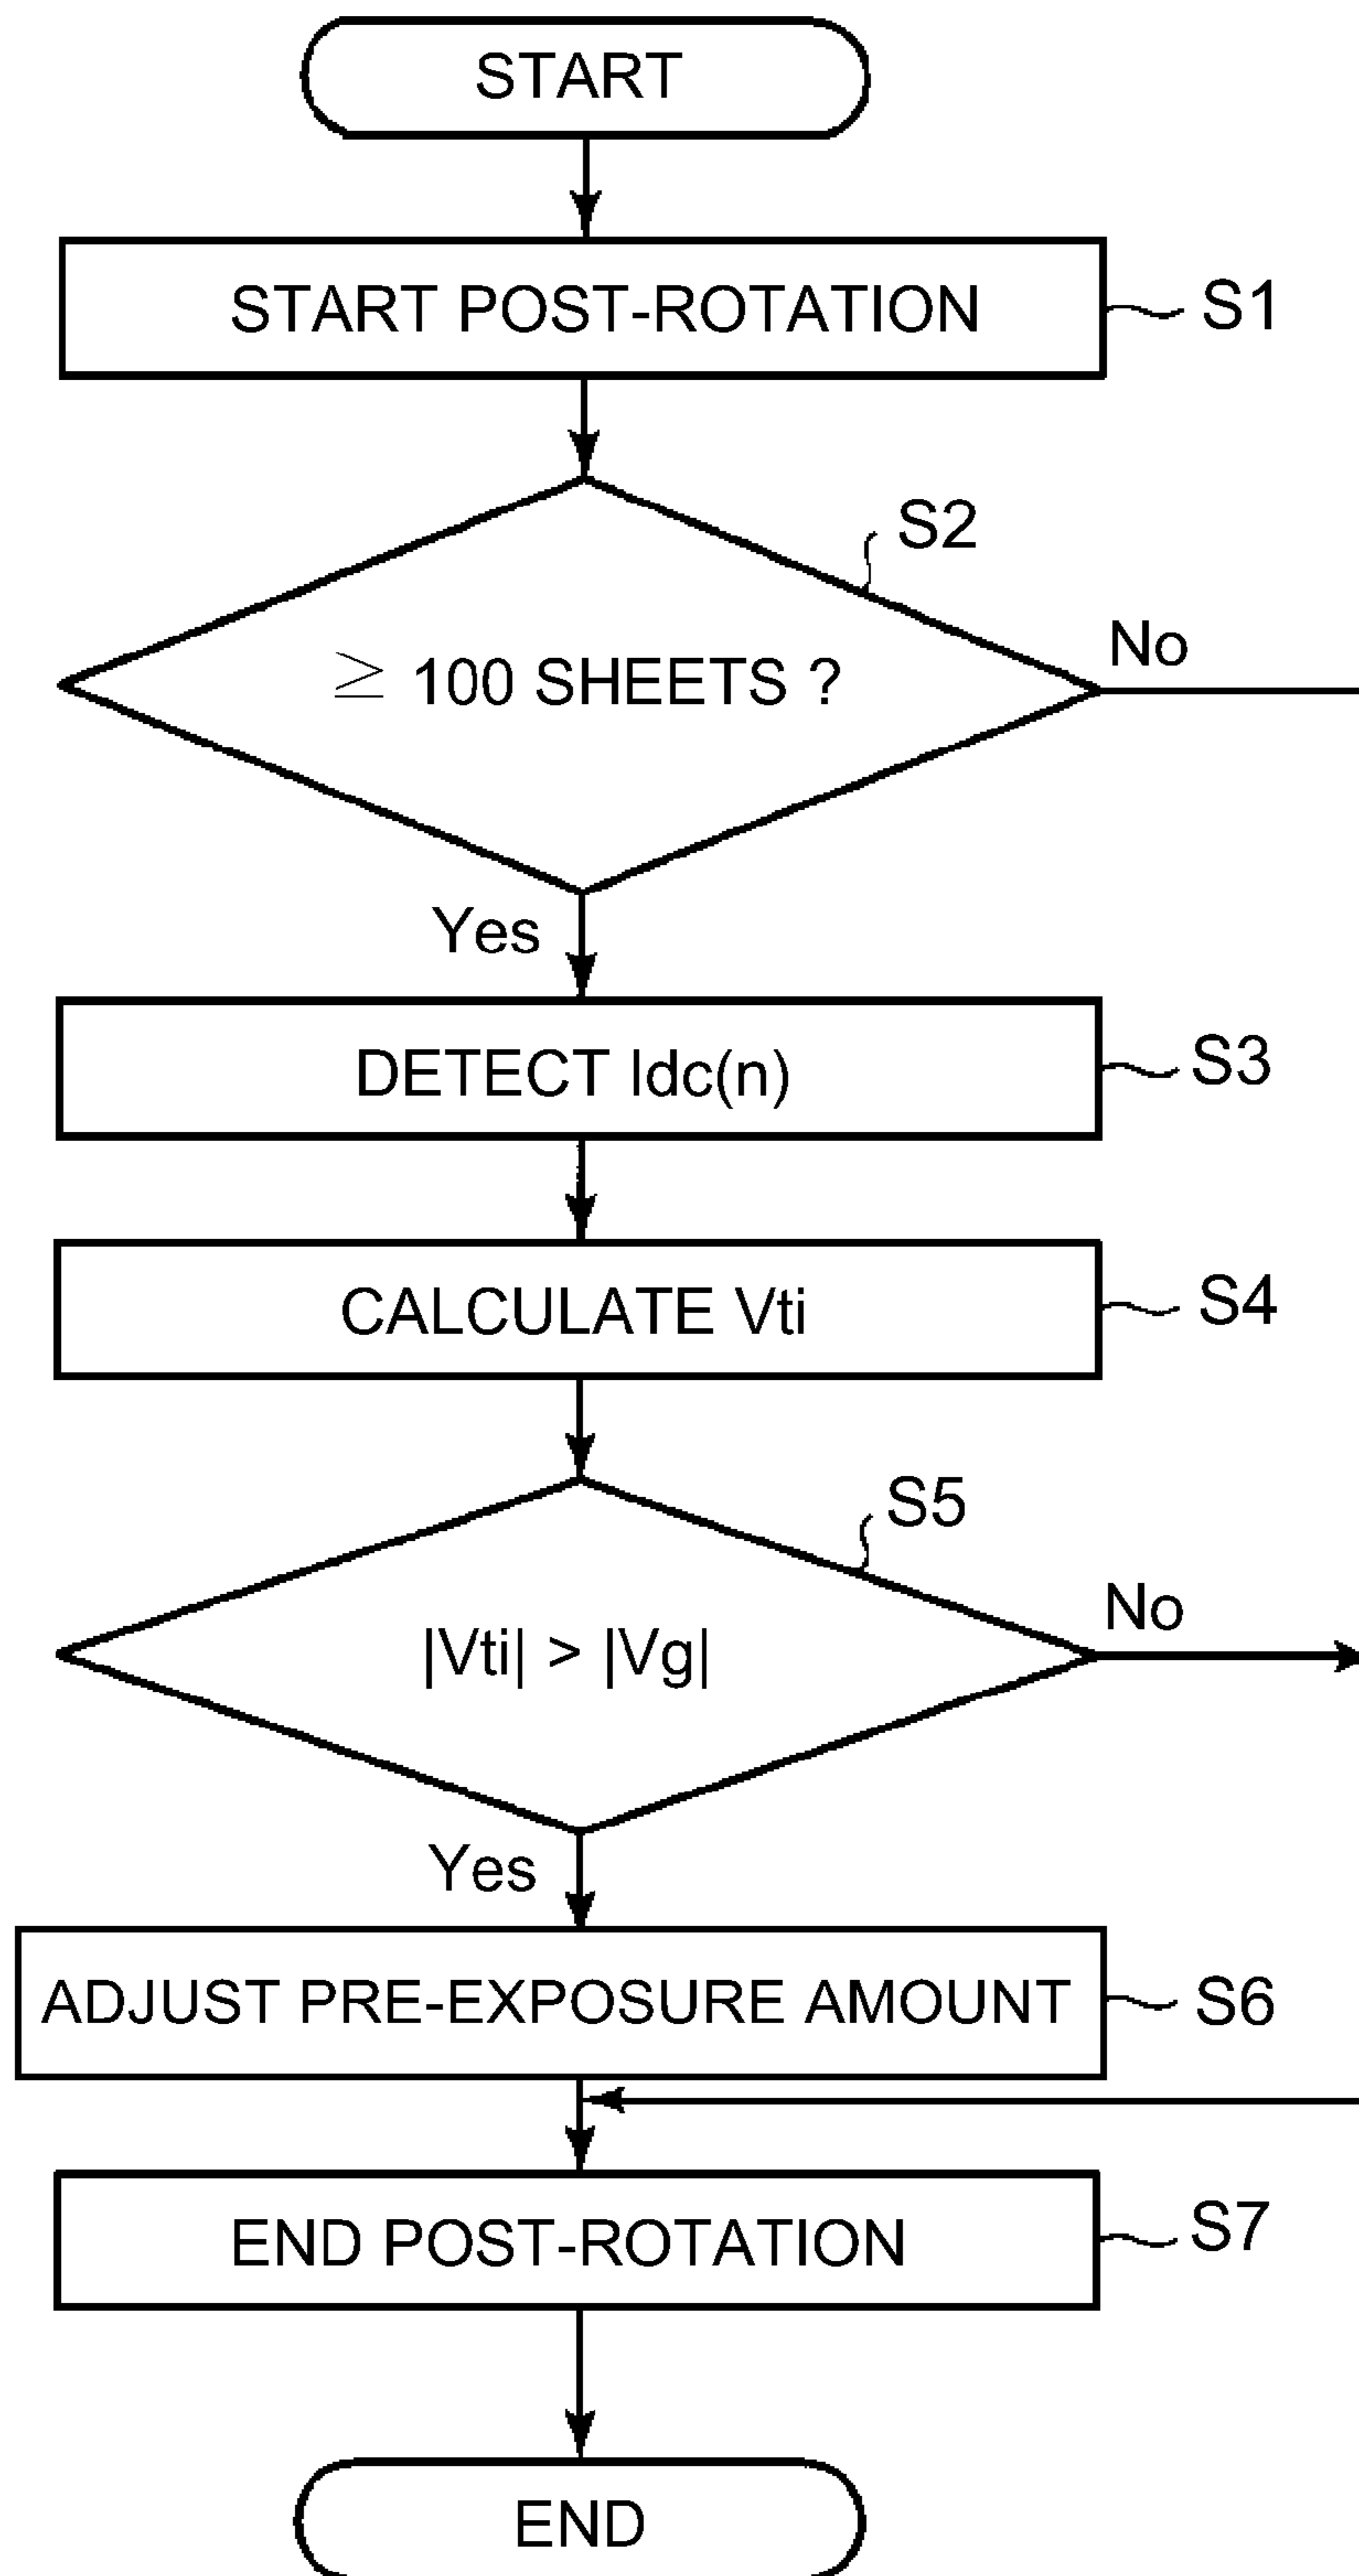 START
START POST-ROTATION
S1
S2
≥ 100 SHEETS ?
No
Yes
DETECT Idc(n)
S3
CALCULATE Vti
S4
S5
|Vti| > |Vg|
No
Yes
ADJUST PRE-EXPOSURE AMOUNT
S6
END POST-ROTATION
S7
END